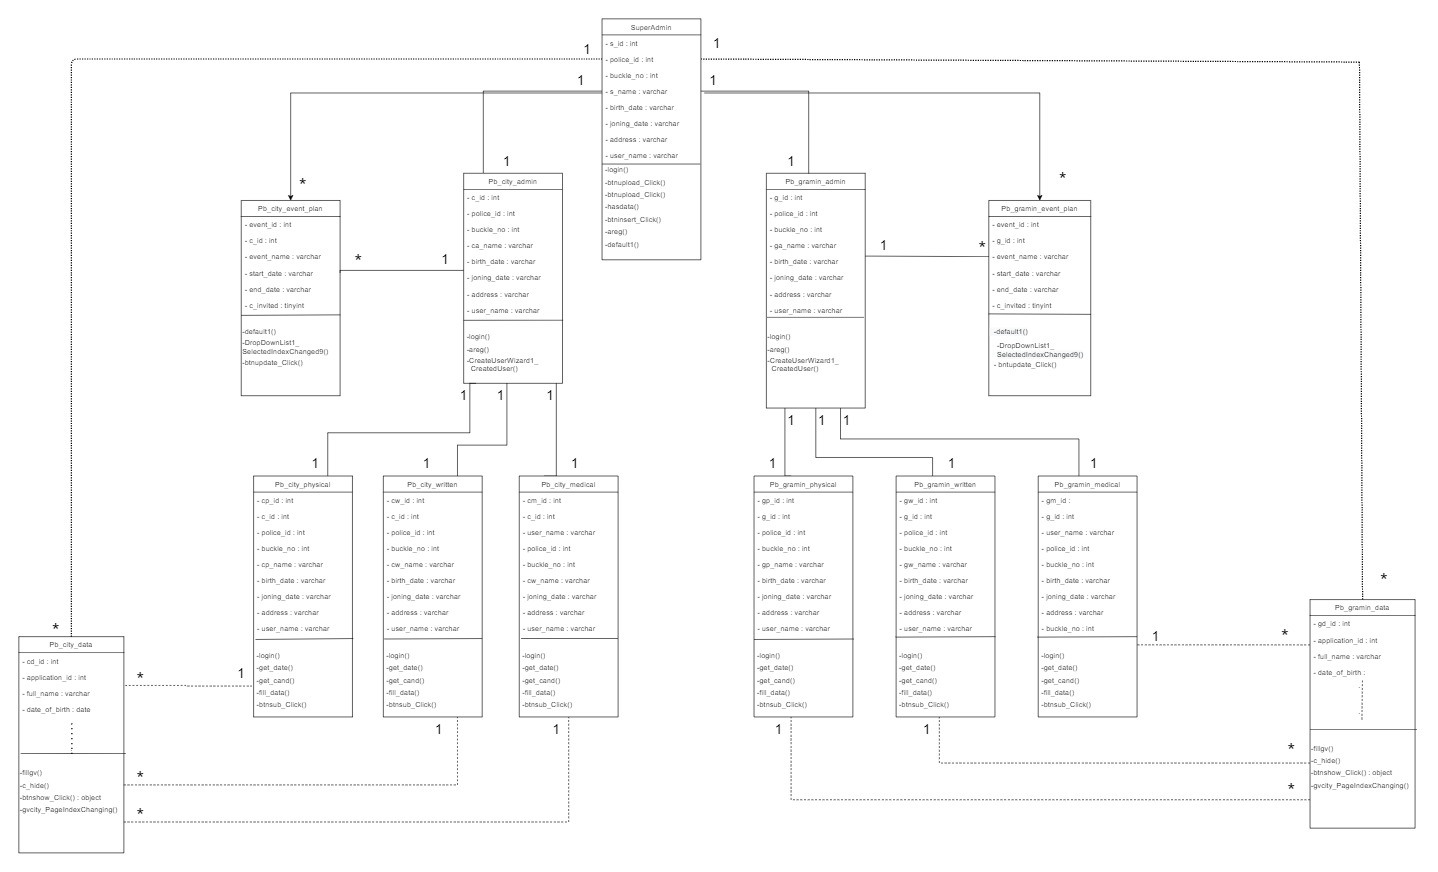 SuperAdmin
- s_id : int
- police_id : int
- buckle_no : int
- s_name : varchar
- birth_date : varchar
- joning_date : varchar
- address : varchar
- user_name : varchar
-login()
-btnupload_Click()
-btnupload_Click()
-hasdata()
-btninsert_Click()
-areg()
-default1()
1
1
1
1
1
1
*
*
Pb_city_event_plan
- event_id : int
- c_id : int
- event_name : varchar
- start_date : varchar
- end_date : varchar
- c_invited : tinyint
-default1()
-DropDownList1_
SelectedIndexChanged9()
-btnupdate_Click()
*
1
Pb_city_admin
- c_id : int
- police_id : int
- buckle_no : int
- ca_name : varchar
- birth_date : varchar
- joning_date : varchar
- address : varchar
- user_name : varchar
-login()
-areg()
-CreateUserWizard1_
CreatedUser()
Pb_gramin_admin
- g_id : int
- police_id : int
- buckle_no : int
- ga_name : varchar
- birth_date : varchar
- joning_date : varchar
- address : varchar
- user_name : varchar
-login()
-areg()
-CreateUserWizard1_
CreatedUser()
1
*
Pb_gramin_event_plan
- event_id : int
- g_id : int
- event_name : varchar
- start_date : varchar
- end_date : varchar
- c_invited : tinyint
-default1()
-DropDownList1_
SelectedIndexChanged9()
- bntupdate_Click()
1
1
1
1
1
1
1
1
1
1
1
1
Pb_city_physical
- cp_id : int
- c_id : int
- police_id : int
- buckle_no : int
- cp_name : varchar
- birth_date : varchar
- joning_date : varchar
- address : varchar
- user_name : varchar
-login()
-get_date()
-get_cand()
-fill_data()
-btnsub_Click()
Pb_city_written
- cw_id : int
- c_id : int
- police_id : int
- buckle_no : int
- cw_name : varchar
- birth_date : varchar
- joning_date : varchar
- address : varchar
- user_name : varchar
-login()
-get_date()
-get_cand()
-fill_data()
-btnsub_Click()
Pb_city_medical
- cm_id : int
- c_id : int
- user_name : varchar
- police_id : int
- buckle_no : int
- cw_name : varchar
- birth_date : varchar
- joning_date : varchar
- address : varchar
-login()
-get_date()
-get_cand()
-fill_data()
-btnsub_Click()
Pb_gramin_physical
- gp_id : int
- g_id : int
- police_id : int
- buckle_no : int
- gp_name : varchar
- birth_date : varchar
- joning_date : varchar
- address : varchar
- user_name : varchar
-login()
-get_date()
-get_cand()
-fill_data()
-btnsub_Click()
Pb_gramin_written
- gw_id : int
- g_id : int
- police_id : int
- buckle_no : int
- gw_name : varchar
- birth_date : varchar
- joning_date : varchar
- address : varchar
- user_name : varchar
-login()
-get_date()
-get_cand()
-fill_data()
-btnsub_Click()
Pb_gramin_medical
- gm_id :
- g_id : int
- user_name : varchar
- police_id : int
- buckle_no : int
- birth_date : varchar
- joning_date : varchar
- address : varchar
- buckle_no : int
-login()
-get_date()
-get_cand()
-fill_data()
-btnsub_Click()
*
Pb_city_data
- cd_id : int
- application_id : int
- full_name : varchar
- date_of_birth : date
-fillgv()
-c_hide()
-btnshow_Click() : object
-gvcity_PageIndexChanging()
*
1
*
1
*
1
*
Pb_gramin_data
- gd_id : int
- application_id : int
- full_name : varchar
- date_of_birth :
-fillgv()
-c_hide()
-btnshow_Click() : object
-gvcity_PageIndexChanging()
1
*
1
*
1
*